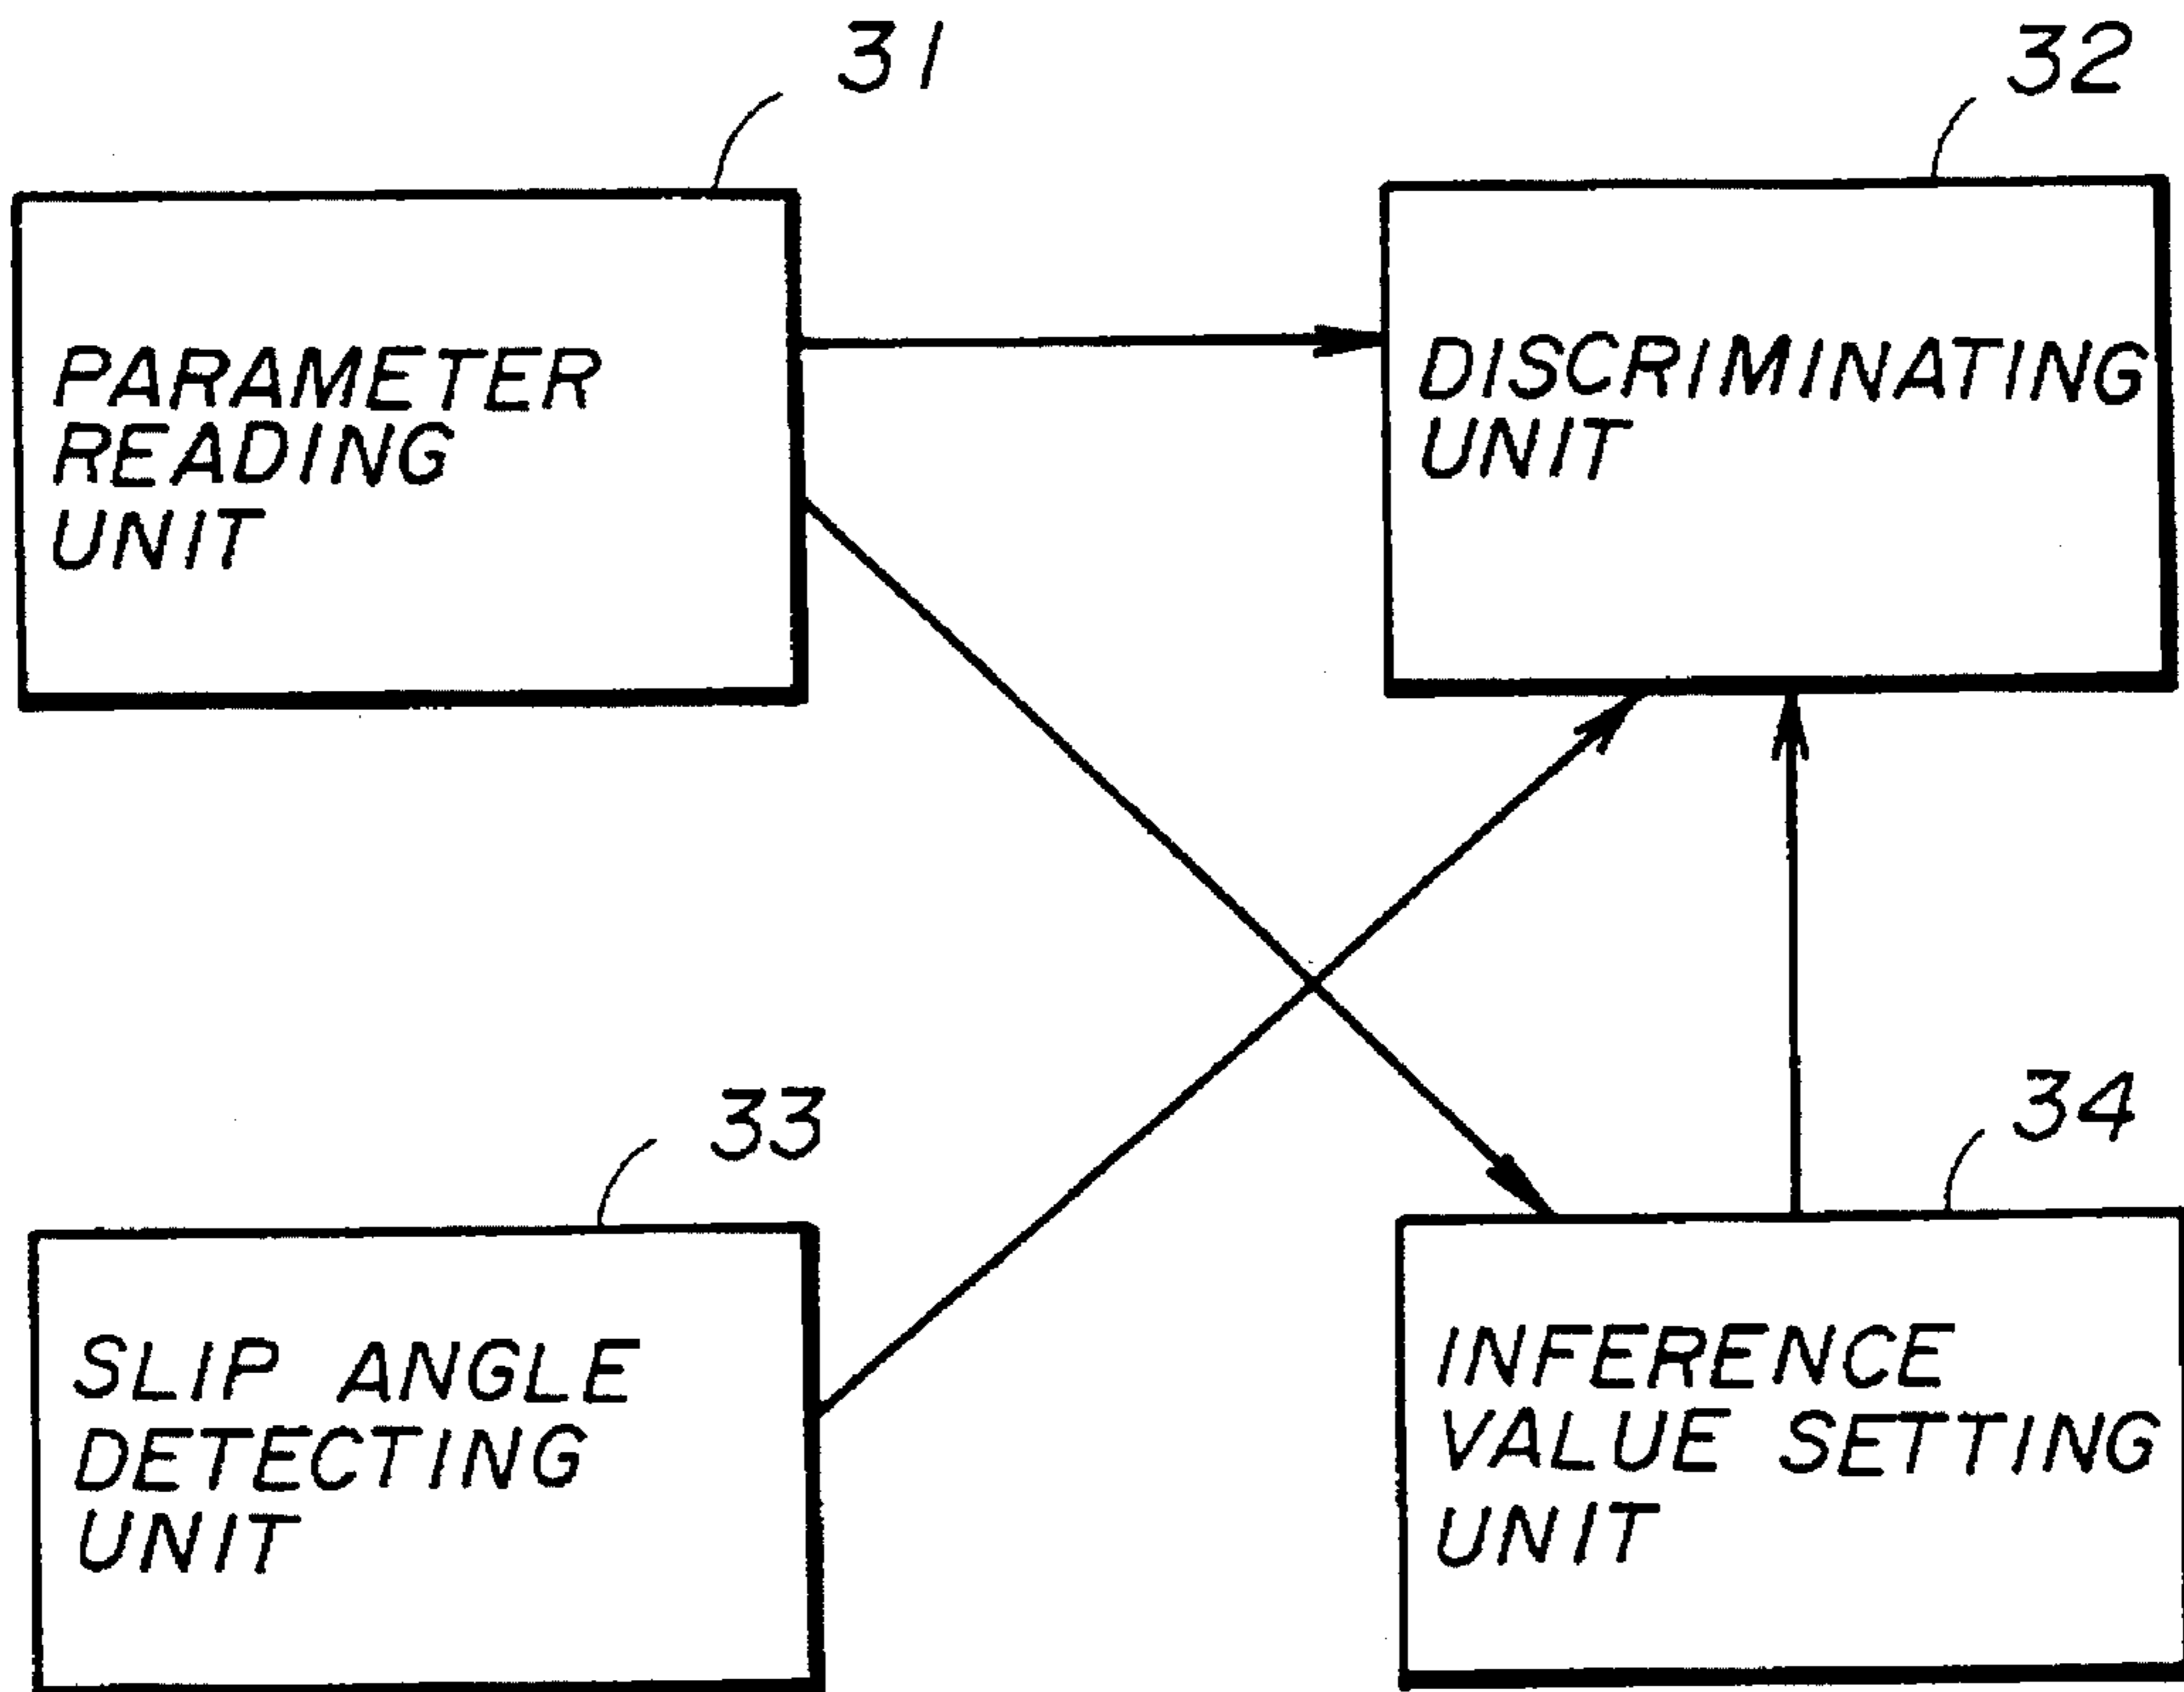 31
PARAMETER
READING
UNIT
32
DISCRIMINATING
UNIT
33
SLIP ANGLE
DETECTING
UNIT
34
INFERENCE
VALUE SETTING
UNIT